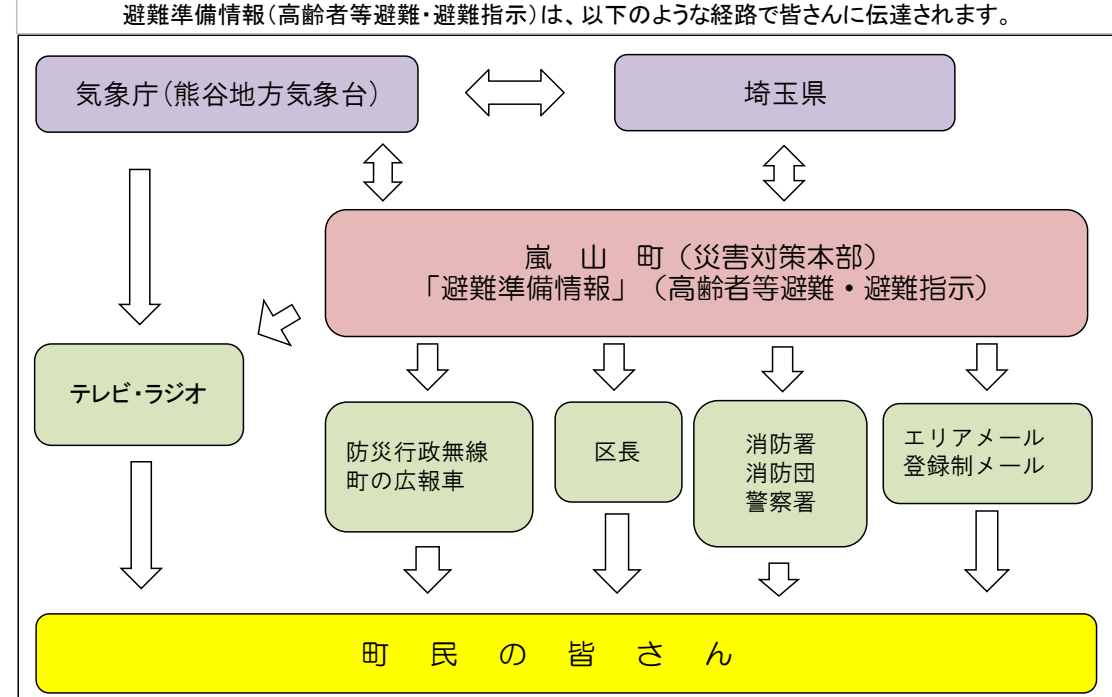 避難準備情報(高齢者等避難・避難指示)は、以下のような経路で皆さんに伝達されます。
気象庁(熊谷地方気象台)
埼玉県
嵐 山 町（災害対策本部）
「避難準備情報」（高齢者等避難・避難指示）
テレビ・ラジオ
防災行政無線
町の広報車
区長
消防署
消防団
警察署
エリアメール
登録制メール
町 民 の 皆 さ ん